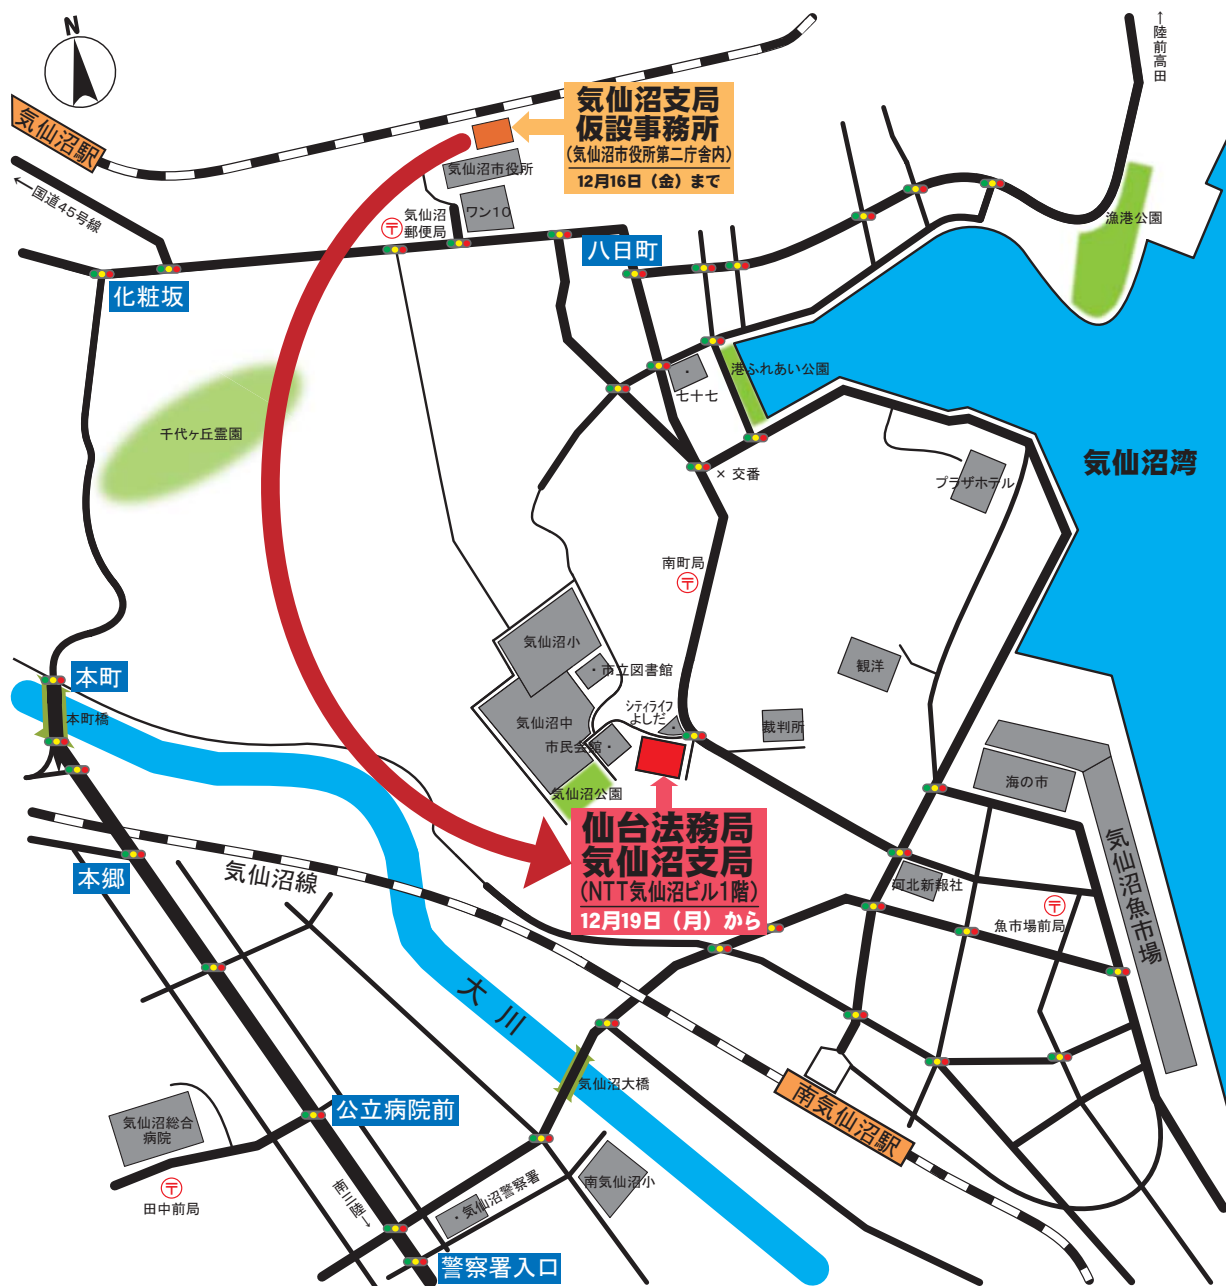 N
↑陸前高田
気仙沼駅
気仙沼支局
仮設事務所
(気仙沼市役所第二庁舎内)
12月16日（金）まで
気仙沼市役所
←国道45号線
ワン10
気仙沼
郵便局
〒
漁港公園
八日町
化粧坂
港ふれあい公園
七十七
千代ヶ丘霊園
気仙沼湾
× 交番
プラザホテル
南町局
〒
気仙沼小
・市立図書館
観洋
本町
本町橋
気仙沼中
シティライフ
よしだ
裁判所
市民会館・
海の市
気仙沼公園
仙台法務局
気仙沼支局
(NTT気仙沼ビル1階)
12月19日（月）から
気仙沼魚市場
本郷
気仙沼線
河北新報社
〒
魚市場前局
大川
気仙沼大橋
南気仙沼駅
公立病院前
気仙沼総合
病院
〒
田中前局
南三陸→
・気仙沼警察署
南気仙沼小
警察署入口